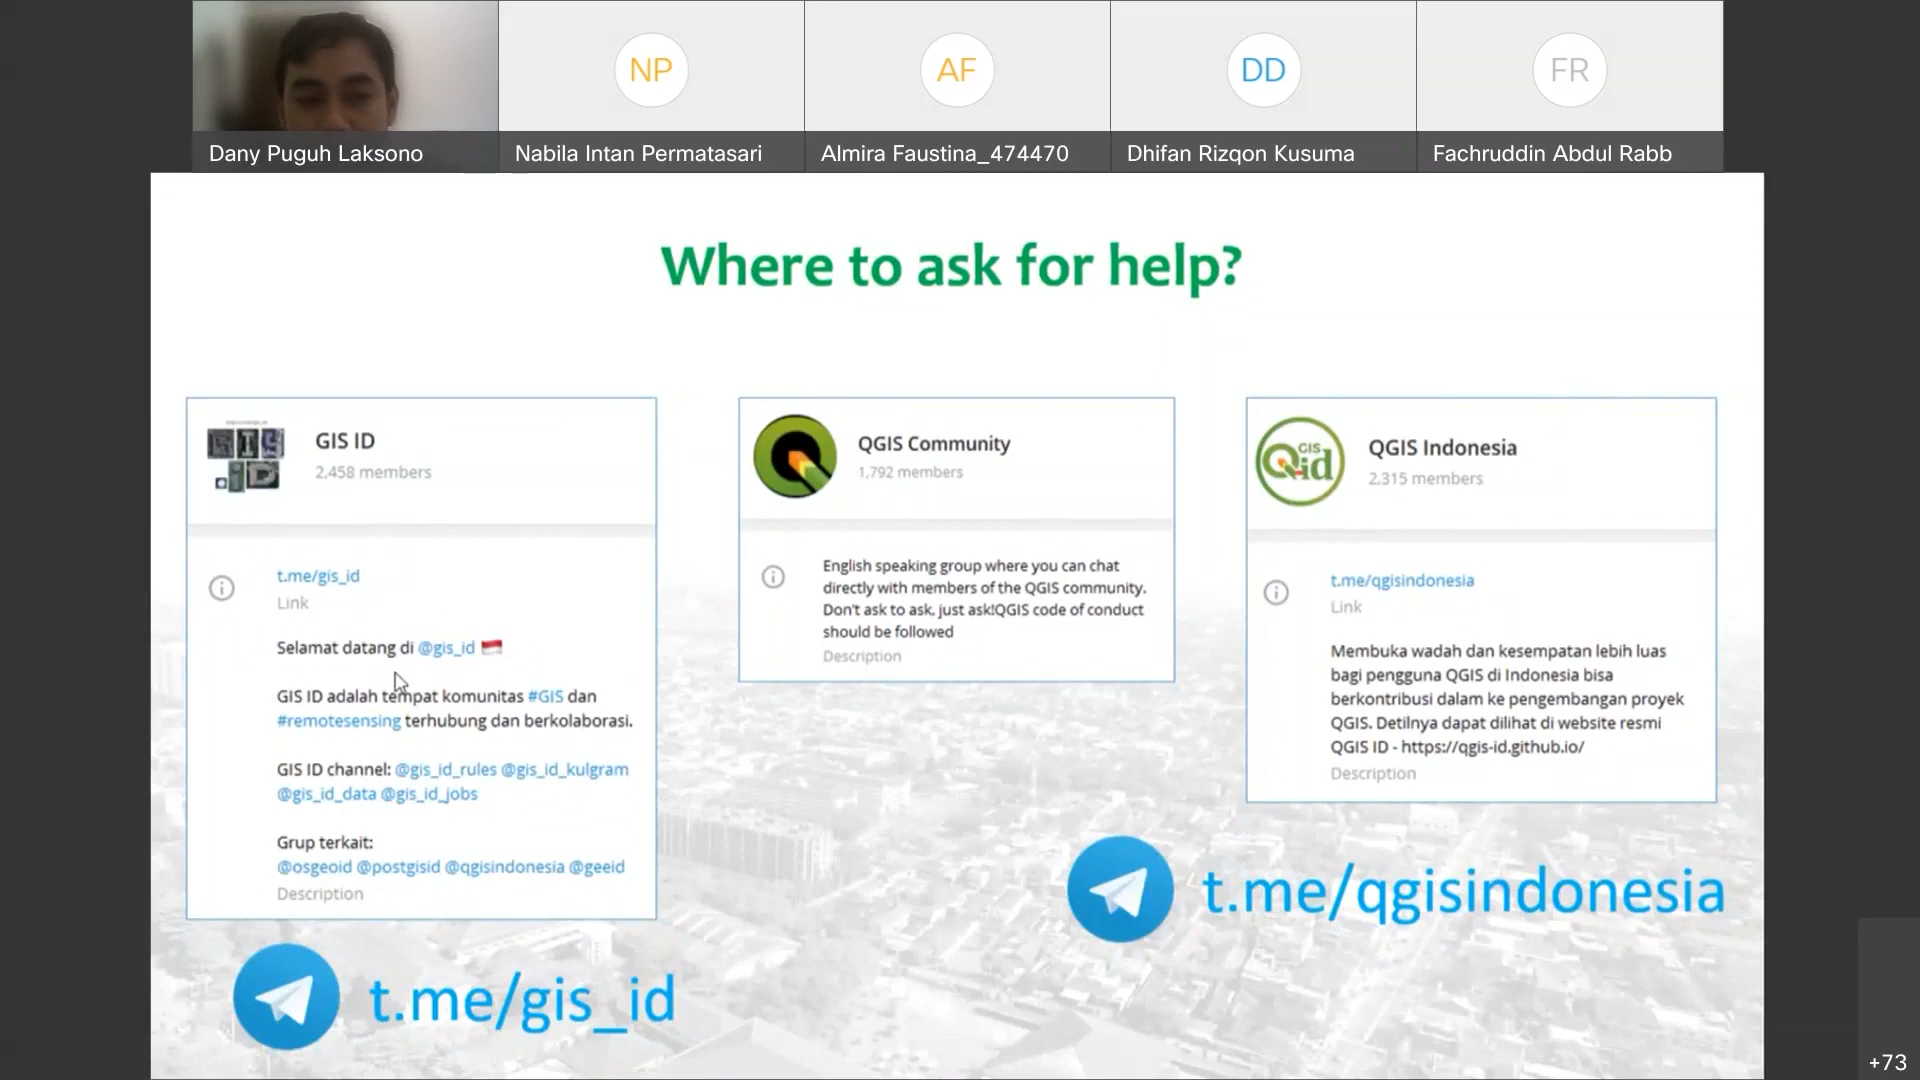 NP
AF
DD
FR
Dany Puguh Laksono
Nabila Intan Permatasari
Almira Faustina_474470
Dhifan Rizqon Kusuma
Fachruddin Abdul Rabb
Where to ask for help?
GIS ID
2,458 members
t.me/gis_id
Link
Selamat datang di @gis_id
GIS ID adalah tempat komunitas #GIS dan
#remotesensing terhubung dan berkolaborasi.
GIS ID channel: @gis_id_rules @gis_id_kulgram
@gis_id_data @gis_id_jobs
Grup terkait:
@osgeoid @postgisid @qgisindonesia @geeid
Description
t.me/gis_id
QGIS Community
1,792 members
English speaking group where you can chat
directly with members of the QGIS community.
Don't ask to ask, just ask!QGIS code of conduct
should be followed
Description
GIS
Qid
QGIS Indonesia
2,315 members
t.me/qgisindonesia
Link
Membuka wadah dan kesempatan lebih luas
bagi pengguna QGIS di Indonesia bisa
berkontribusi dalam ke pengembangan proyek
QGIS. Detilnya dapat dilihat di website resmi
QGIS ID - https://qgis-id.github.io/
Description
t.me/qgisindonesia
+73